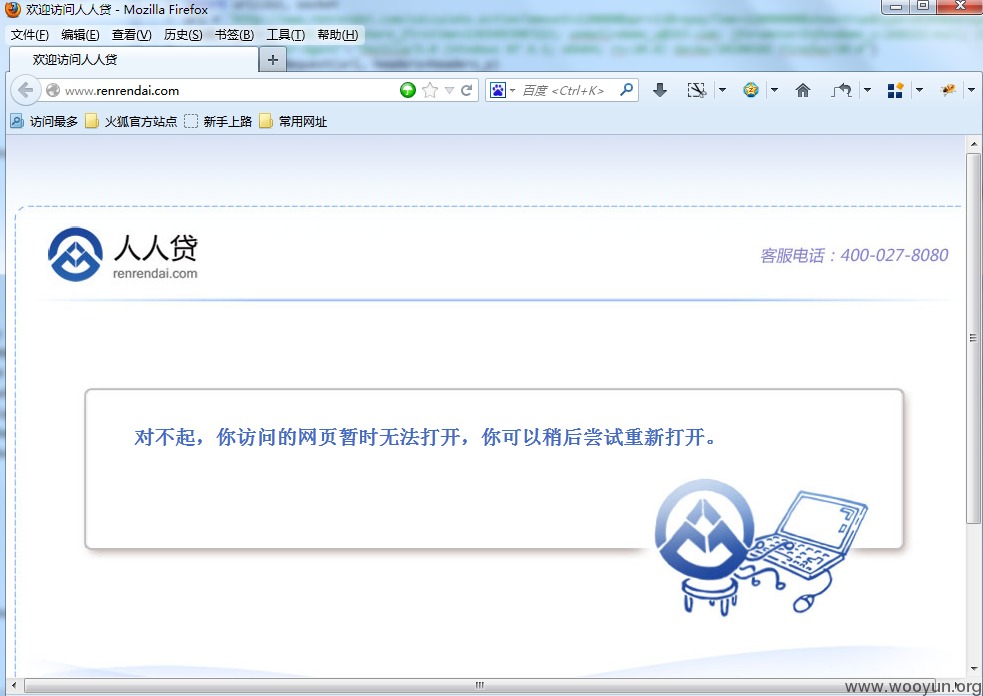 欢迎访问人人贷 - Mozilla Firefox
文件(F) 编辑(E) 查看(V) 历史(S) 书签(B) 工具(T) 帮助(H)
欢迎访问人人贷
www.renrendai.com
百度 <Ctrl+K>
访问最多 火狐官方站点 新手上路 常用网址
人人贷
renrendai.com
客服电话：400-027-8080
对不起，你访问的网页暂时无法打开，你可以稍后尝试重新打开。
www.wooyun.org